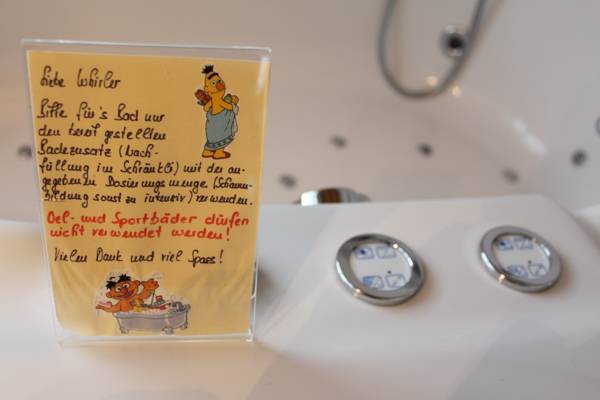 Liebe Whirler
Bitte für's Bad nur
den bereit gestellten
Badezusatz (Nach-
füllung im Schränkli) mit der an-
gegebenen Dosierungsmenge (Schaum-
bildung sonst zu intensiv) verwenden.
Oel- und Sportbäder dürfen
nicht verwendet werden!
Vielen Dank und viel Spass!